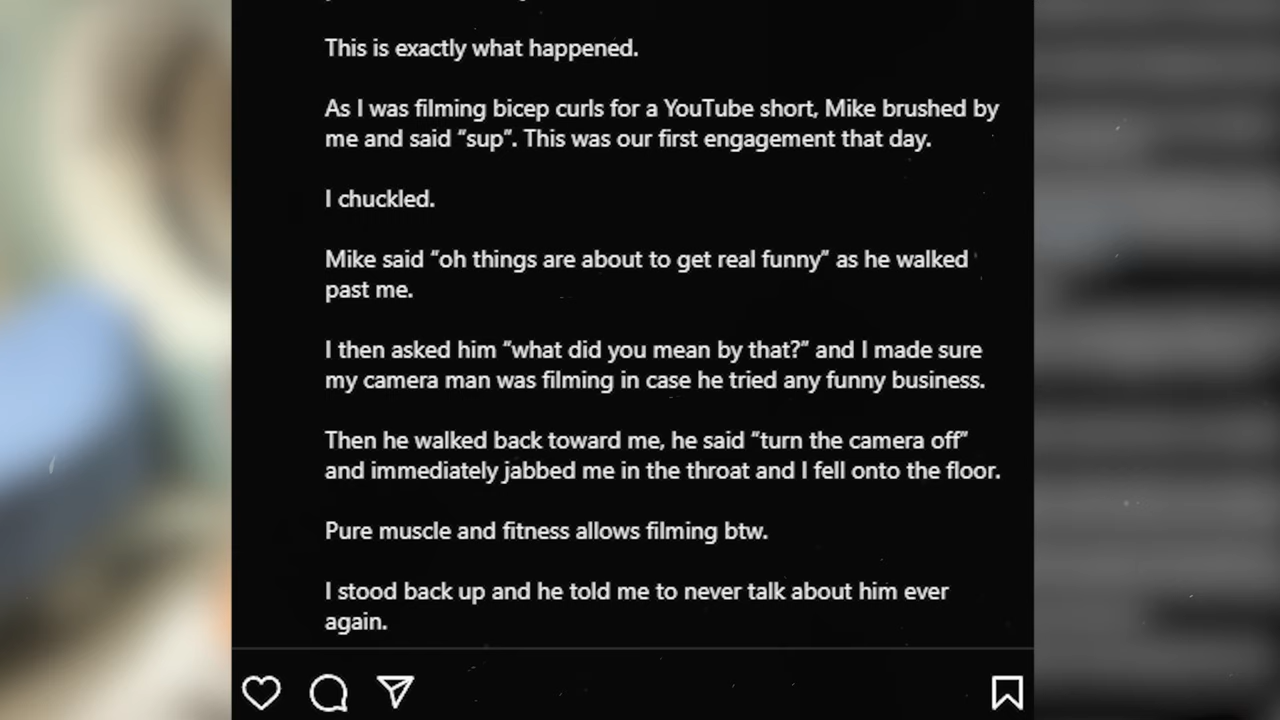 This is exactly what happened.
As I was filming bicep curls for a YouTube short, Mike brushed by
me and said “sup”. This was our first engagement that day.
I chuckled.
Mike said “oh things are about to get real funny” as he walked
past me.
I then asked him “what did you mean by that?” and I made sure
my camera man was filming in case he tried any funny business.
Then he walked back toward me, he said “turn the camera off”
and immediately jabbed me in the throat and I fell onto the floor.
Pure muscle and fitness allows filming btw.
I stood back up and he told me to never talk about him ever
again.